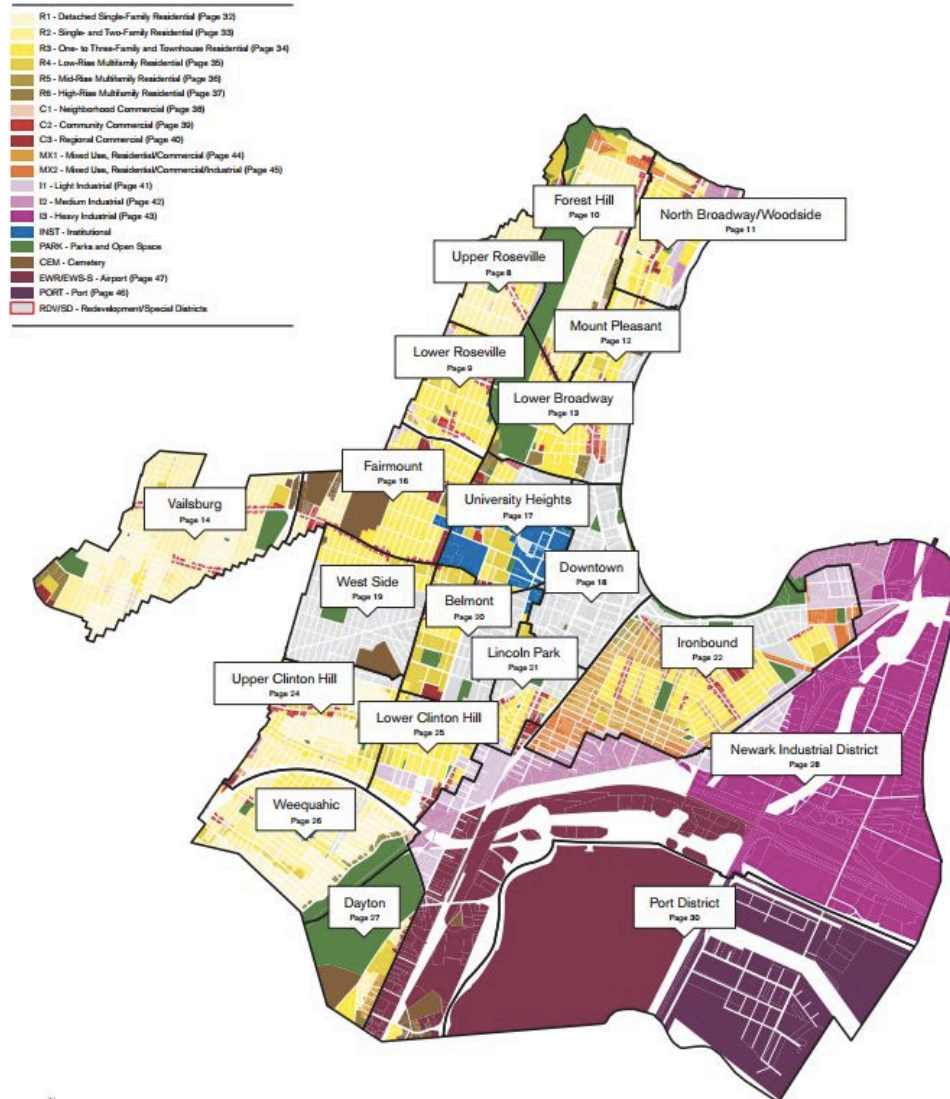 R1 - Detached Single-Family Residential (Page 32)
R2 - Single- and Two-Family Residential (Page 33)
R3 - One- to Three-Family and Townhouse Residential (Page 34)
R4 - Low-Rise Multifamily Residential (Page 35)
R5 - Mid-Rise Multifamily Residential (Page 36)
R6 - High-Rise Multifamily Residential (Page 37)
C1 - Neighborhood Commercial (Page 38)
C2 - Community Commercial (Page 39)
C3 - Regional Commercial (Page 40)
MX1 - Mixed Use, Residential/Commercial (Page 44)
MX2 - Mixed Use, Residential/Commercial/Industrial (Page 45)
I1 - Light Industrial (Page 41)
I2 - Medium Industrial (Page 42)
I3 - Heavy Industrial (Page 43)
INST - Institutional
PARK - Parks and Open Space
CEM - Cemetery
EWR/EWS-S - Airport (Page 47)
PORT - Port (Page 46)
RDV/SD - Redevelopment/Special Districts
Forest Hill
Page 10
North Broadway/Woodside
Page 11
Upper Roseville
Page 8
Mount Pleasant
Page 12
Lower Roseville
Page 9
Lower Broadway
Page 13
Fairmount
Page 16
Vailsburg
Page 14
University Heights
Page 17
Downtown
Page 18
West Side
Page 19
Belmont
Page 20
Lincoln Park
Page 21
Ironbound
Page 22
Upper Clinton Hill
Page 24
Lower Clinton Hill
Page 25
Newark Industrial District
Page 28
Weequahic
Page 26
Dayton
Page 27
Port District
Page 30